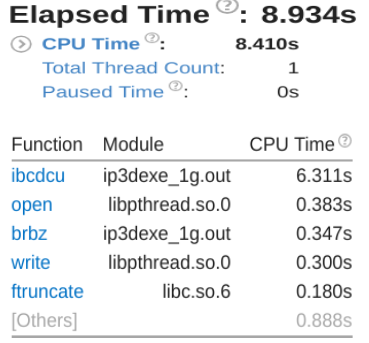 Elapsed Time ?: 8.934s
CPU Time ?: 8.410s
Total Thread Count: 1
Paused Time ?: 0s
Function Module CPU Time ?
ibcdcu ip3dexe_1g.out 6.311s
open libpthread.so.0 0.383s
brbz ip3dexe_1g.out 0.347s
write libpthread.so.0 0.300s
ftruncate libc.so.6 0.180s
[Others] 0.888s